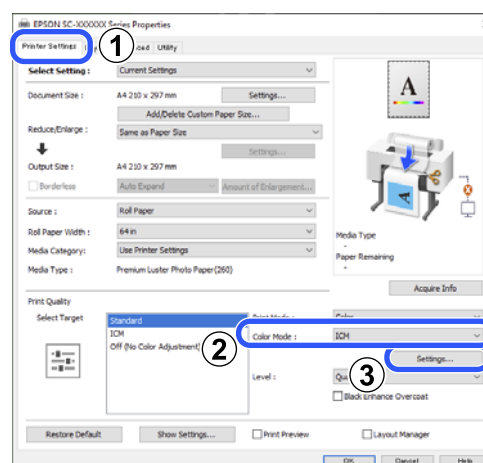 EPSON SC-XXXXXX Series Properties
Printer Settings Utility
1
Select Setting : Current Settings
Document Size : A4 210 x 297 mm Settings...
Add/Delete Custom Paper Size...
Reduce/Enlarge : Same as Paper Size
Settings...
Output Size : A4 210 x 297 mm
Borderless Auto Expand Amount of Enlargement...
Source : Roll Paper
Roll Paper Width : 64 in
Media Category: Use Printer Settings
Media Type : Premium Luster Photo Paper(260)
A
A
Media Type
-
Paper Remaining
-
Acquire Info
Print Quality
Select Target
Standard
ICM
Off (No Color Adjustment)
Print Mode : Color
2
Color Mode : ICM
Settings...
3
Level :
Black Enhance Overcoat
Restore Default Show Settings... Print Preview Layout Manager
OK Cancel Help